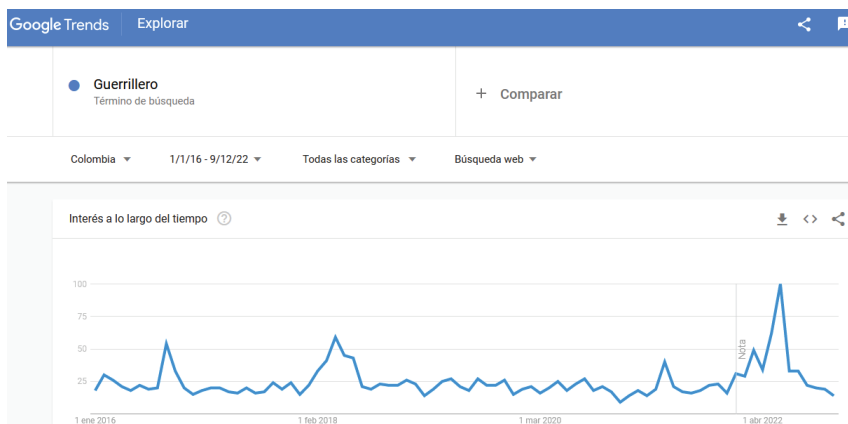 Google Trends Explorar
Guerrillero
Término de búsqueda
+ Comparar
Colombia 1/1/16 - 9/12/22 Todas las categorías Búsqueda web
Interés a lo largo del tiempo ?
100
75
50
25
Nota
1 ene 2016 1 feb 2018 1 mar 2020 1 abr 2022